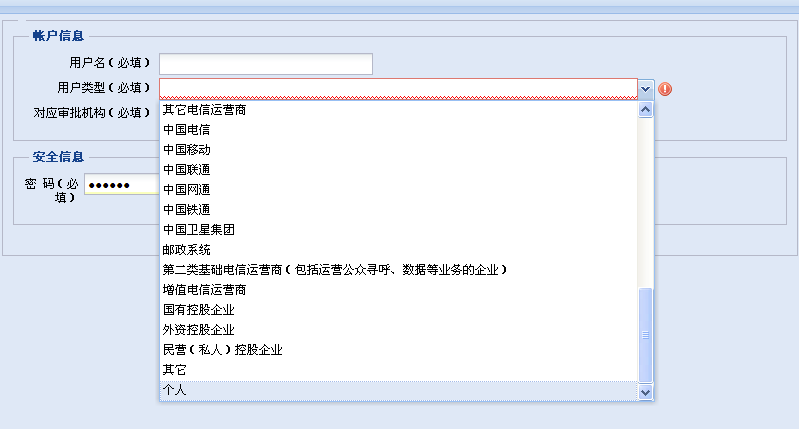 帐户信息
用户名(必填)
用户类型(必填)
对应审批机构(必填)
其它电信运营商
中国电信
中国移动
中国联通
中国网通
中国铁通
中国卫星集团
邮政系统
第二类基础电信运营商(包括运营公众寻呼、数据等业务的企业)
增值电信运营商
国有控股企业
外资控股企业
民营(私人)控股企业
其它
个人
安全信息
密 码(必
填)
●●●●●●